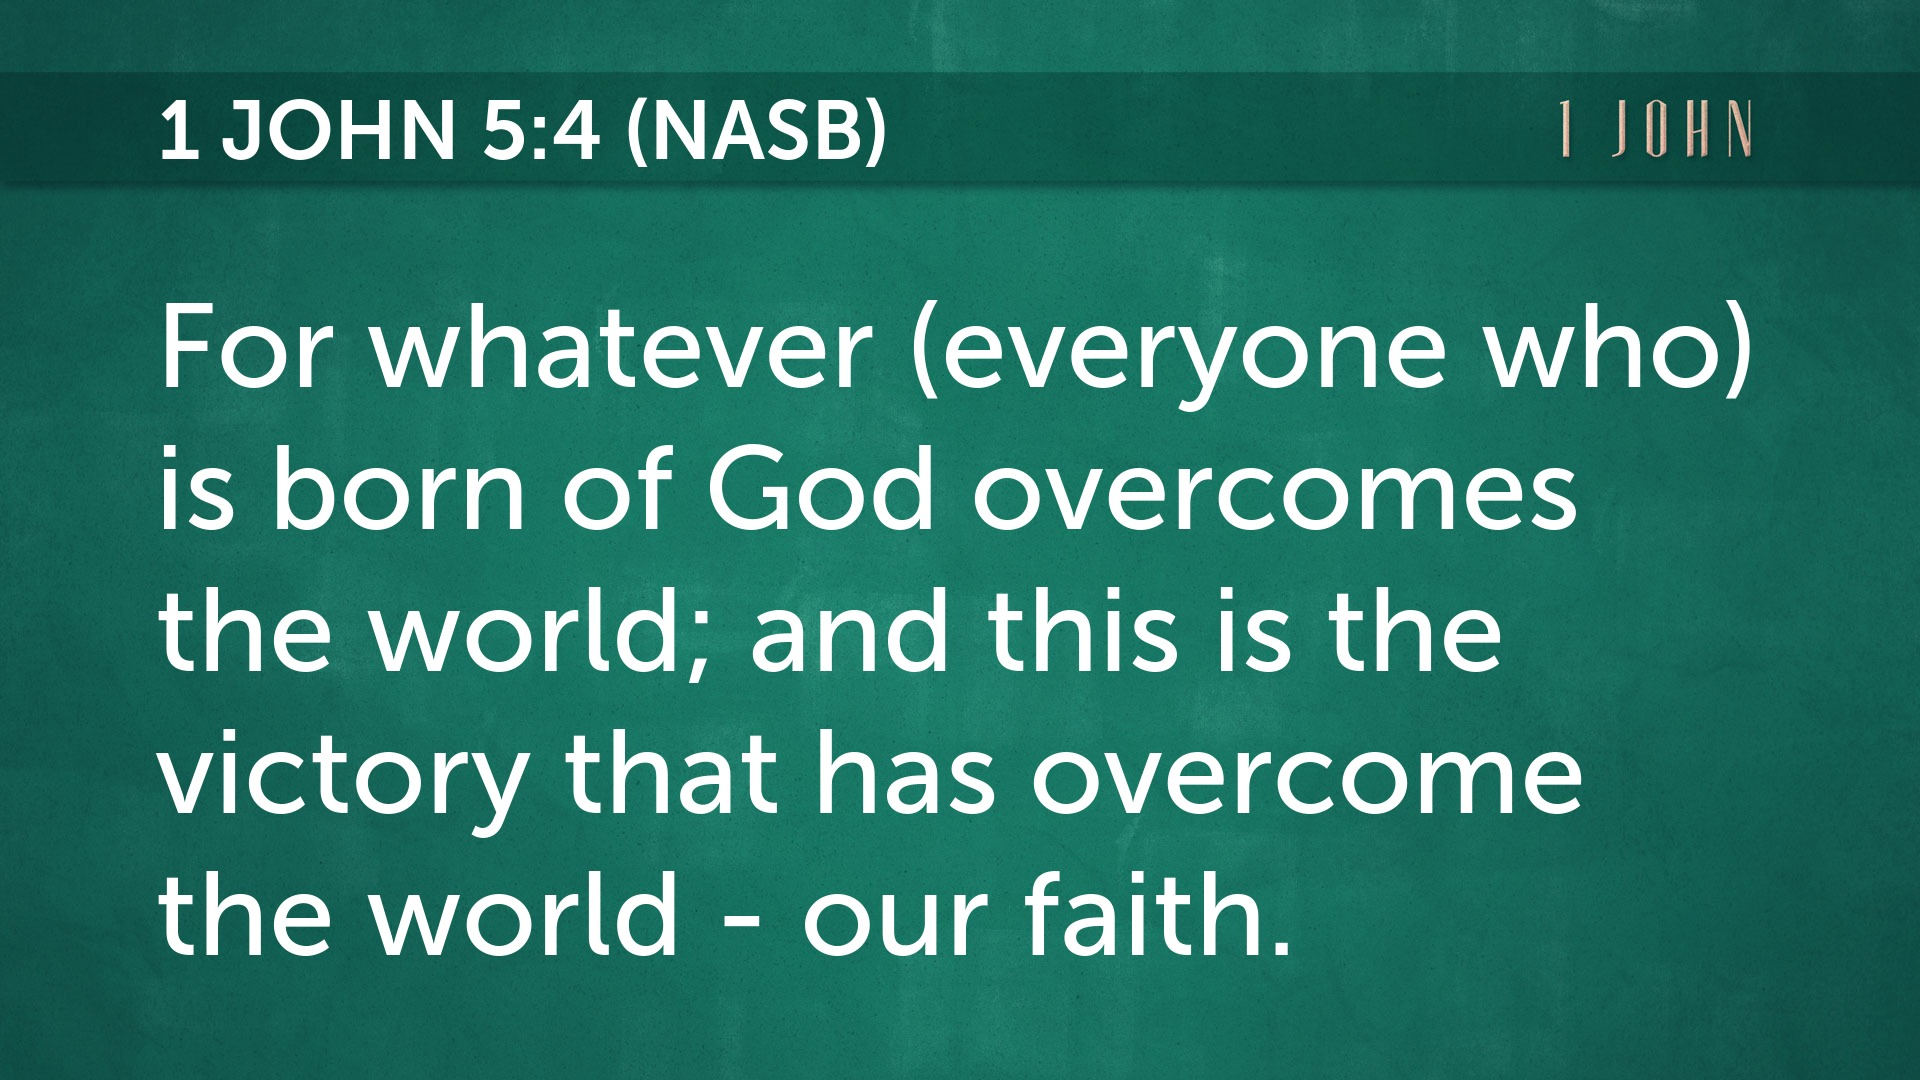 1 JOHN 5:4 (NASB)
1 JOHN
For whatever (everyone who)
is born of God overcomes
the world; and this is the
victory that has overcome
the world - our faith.